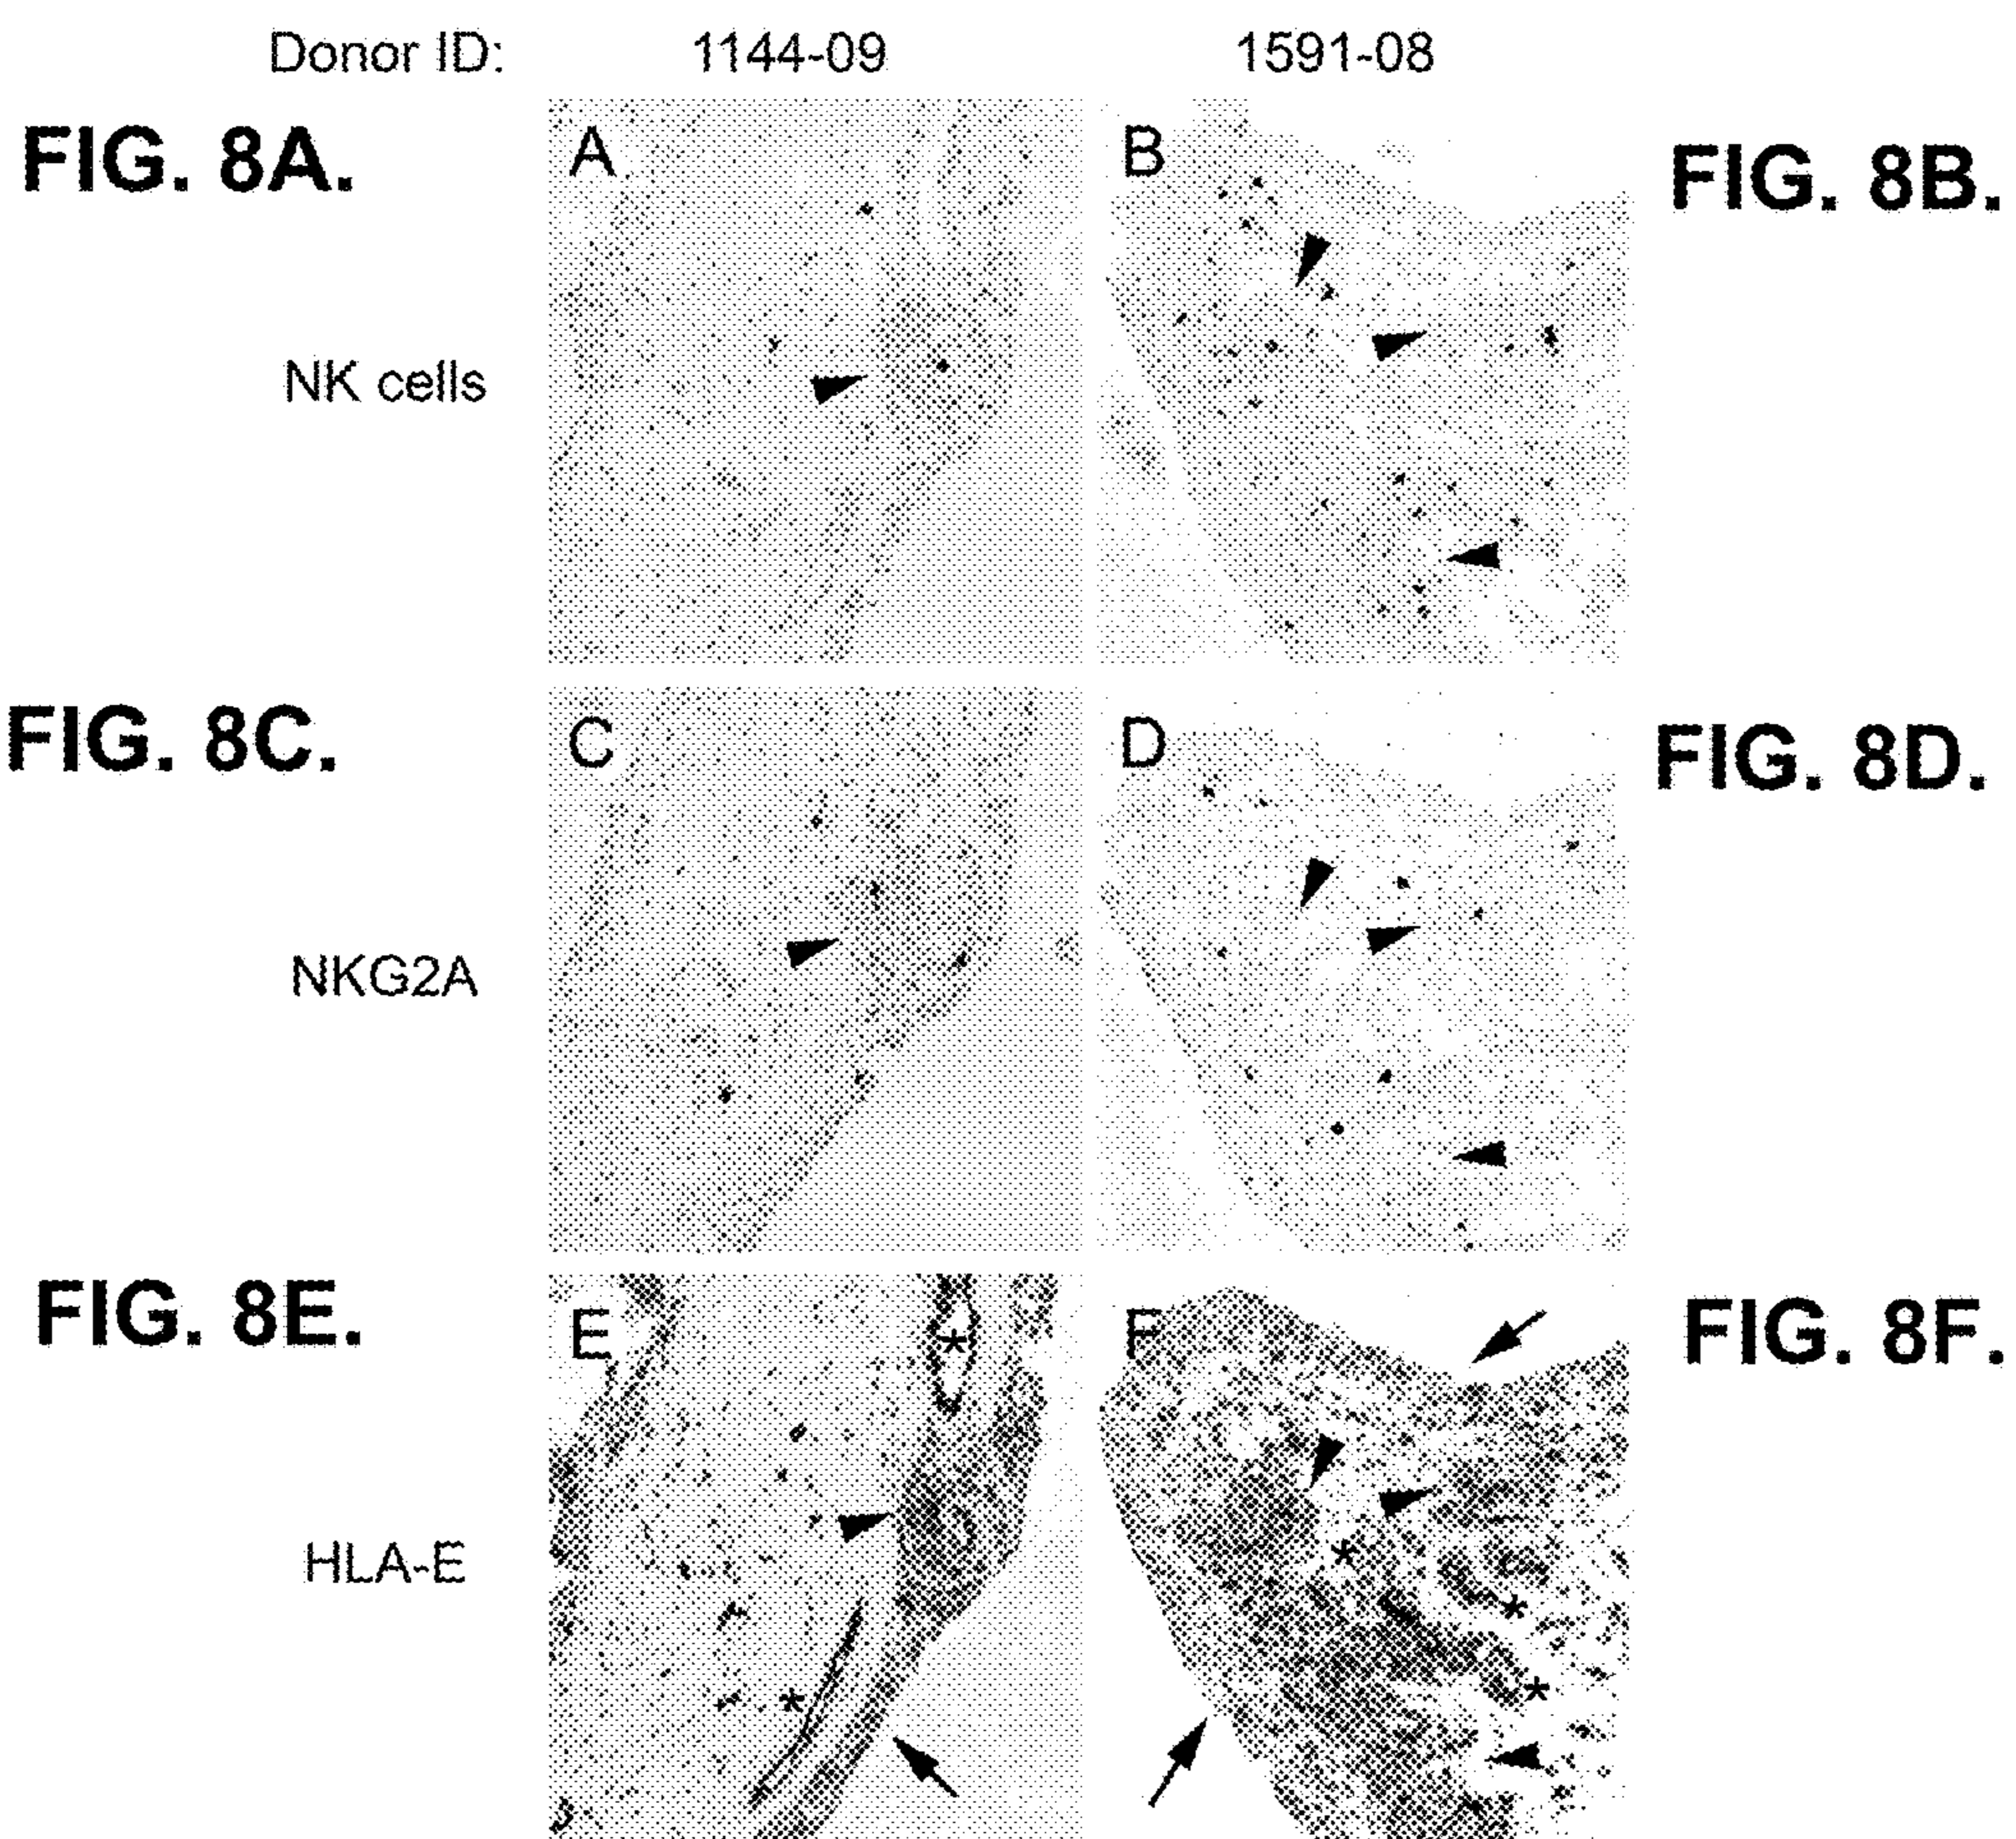 Donor ID: 1144-09 1591-08
FIG. 8A. A B FIG. 8B.
NK cells
FIG. 8C. C D FIG. 8D.
NKG2A
FIG. 8E. E F FIG. 8F.
*
HLA-E *
*
* *